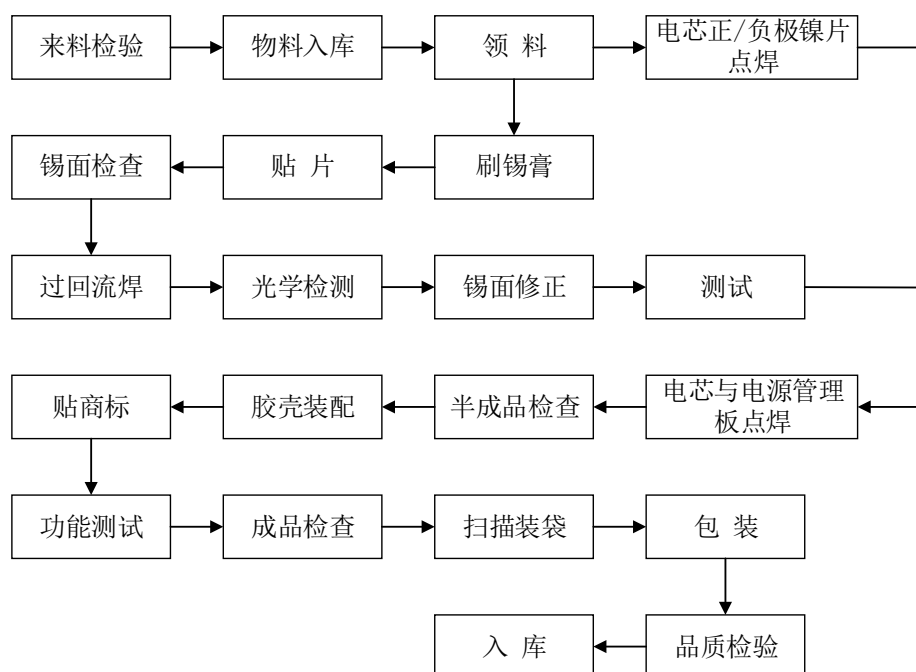 来料检验
物料入库
领 料
电芯正/负极镍片
点焊
锡面检查
贴 片
刷锡膏
过回流焊
光学检测
锡面修正
测试
贴商标
胶壳装配
半成品检查
电芯与电源管理
板点焊
功能测试
成品检查
扫描装袋
包 装
入 库
品质检验